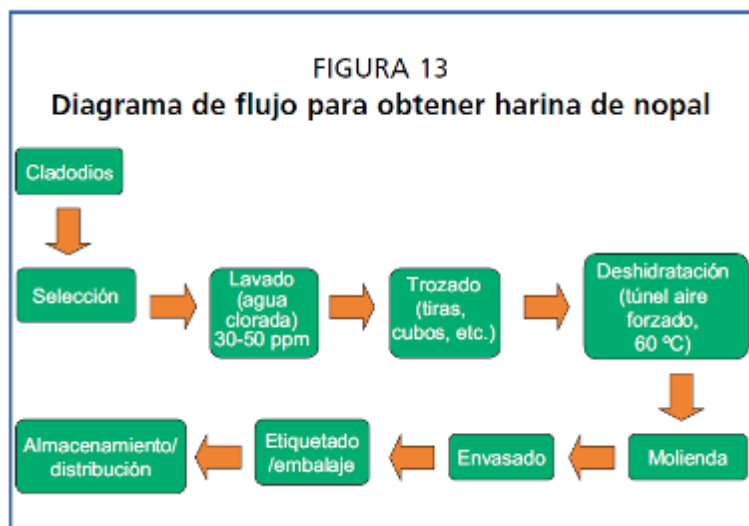 FIGURA 13
Diagrama de flujo para obtener harina de nopal
Cladodios
Selección
Lavado
(agua
clorada)
30-50 ppm
Trozado
(tiras,
cubos, etc.)
Deshidratación
(túnel aire
forzado,
60 ºC)
Molienda
Envasado
Etiquetado
/embalaje
Almacenamiento/
distribución